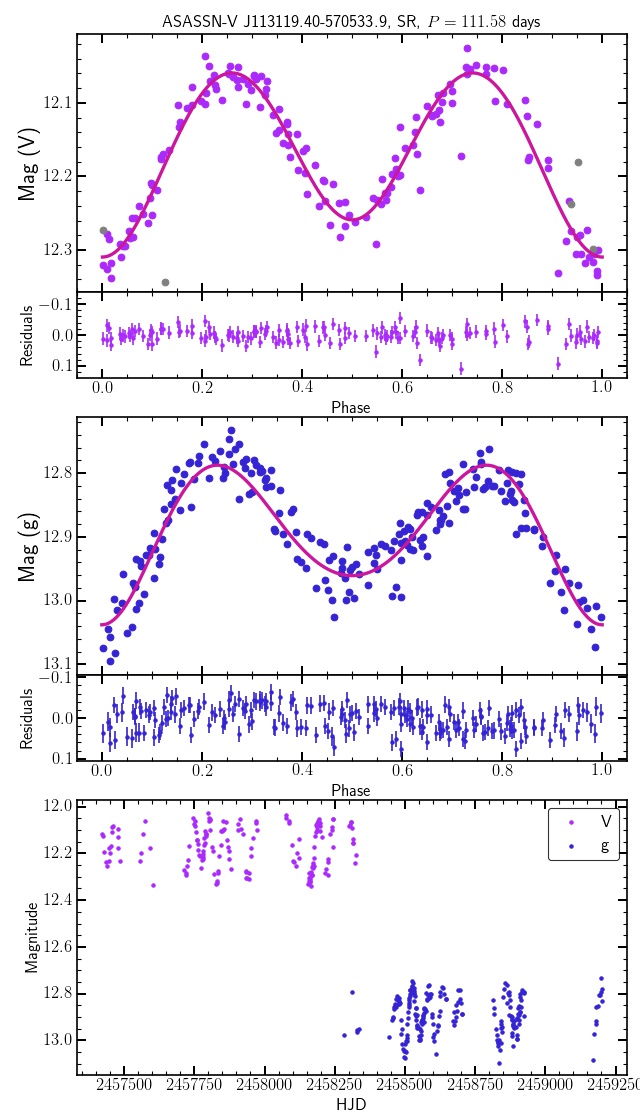 ASASSN-V J113119.40-570533.9, SR, P = 111.58 days
Mag (V)
12.1
12.2
12.3
Residuals
−0.1
0.0
0.1
0.0 0.2 0.4 0.6 0.8 1.0
Phase
Mag (g)
12.8
12.9
13.0
13.1
Residuals
−0.1
0.0
0.1
0.0 0.2 0.4 0.6 0.8 1.0
Phase
Magnitude
12.0
12.2
12.4
12.6
12.8
13.0
V
g
2457500 2457750 2458000 2458250 2458500 2458750 2459000 2459250
HJD